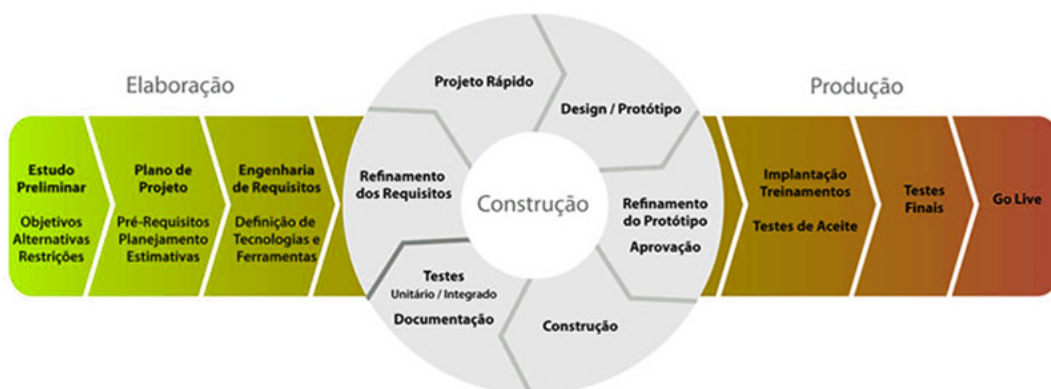 Elaboração
Estudo
Preliminar
Objetivos
Alternativas
Restrições
Plano de
Projeto
Pré-Requisitos
Planejamento
Estimativas
Engenharia
de Requisitos
Definição de
Tecnologias e
Ferramentas
Construção
Refinamento
dos Requisitos
Projeto Rápido
Design / Protótipo
Refinamento
do Protótipo
Aprovação
Construção
Testes
Unitário / Integrado
Documentação
Produção
Implantação
Treinamentos
Testes de Aceite
Testes
Finais
Go Live